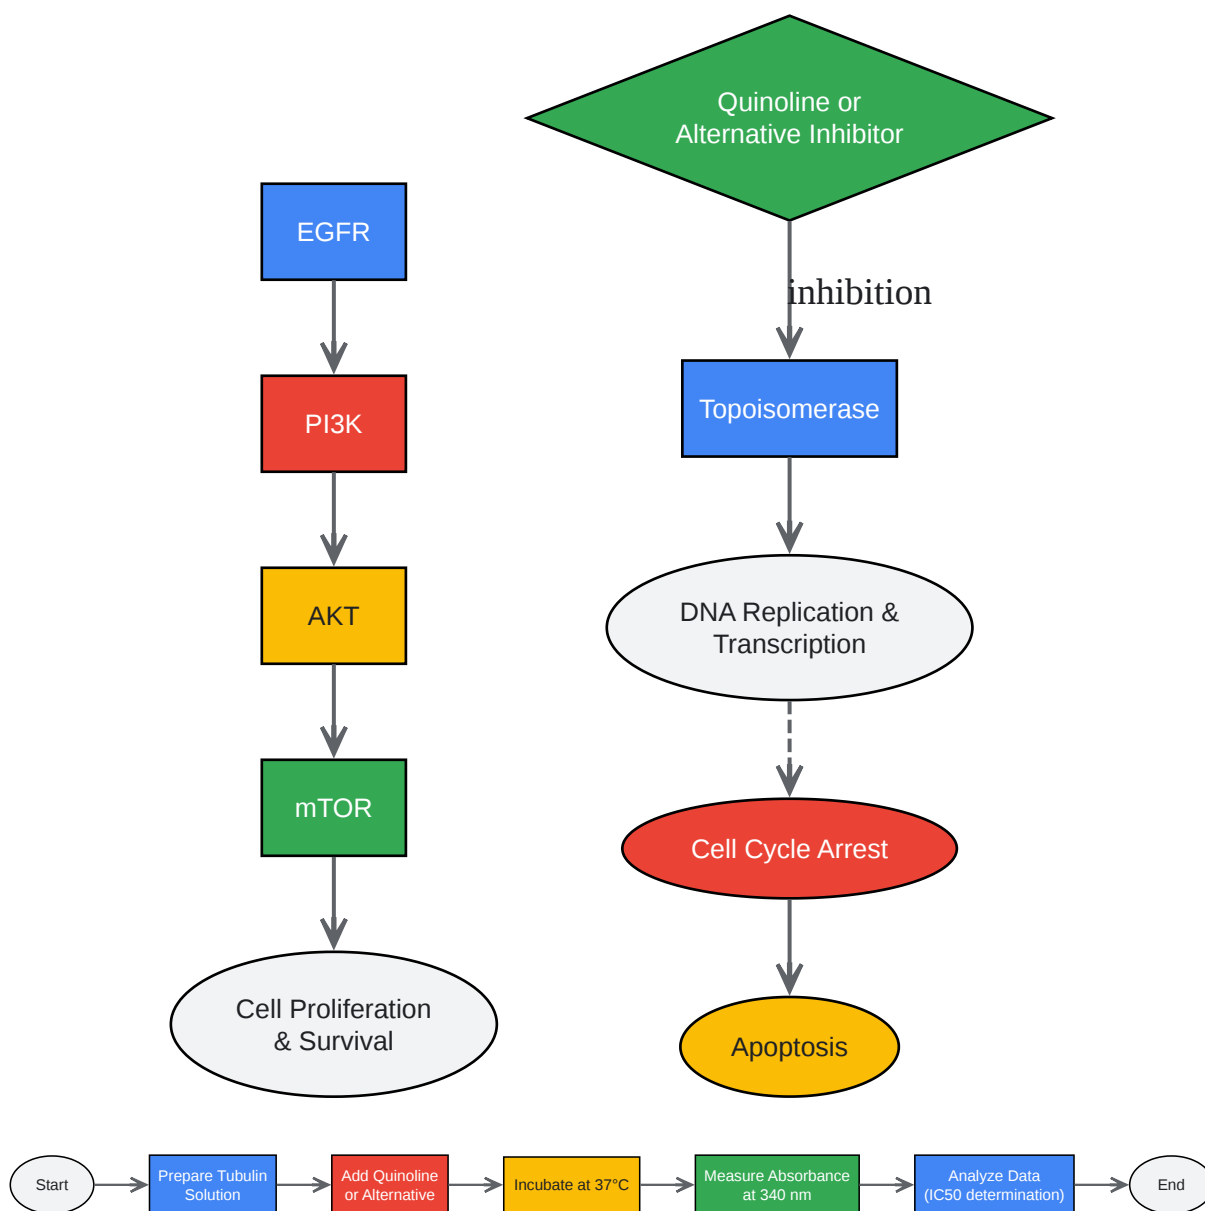 Quinoline or
Alternative Inhibitor
inhibition
Topoisomerase
DNA Replication &
Transcription
Cell Cycle Arrest
Apoptosis
EGFR
PI3K
AKT
mTOR
Cell Proliferation
& Survival
Start
Prepare Tubulin
Solution
Add Quinoline
or Alternative
Incubate at 37°C
Measure Absorbance
at 340 nm
Analyze Data
(IC50 determination)
End